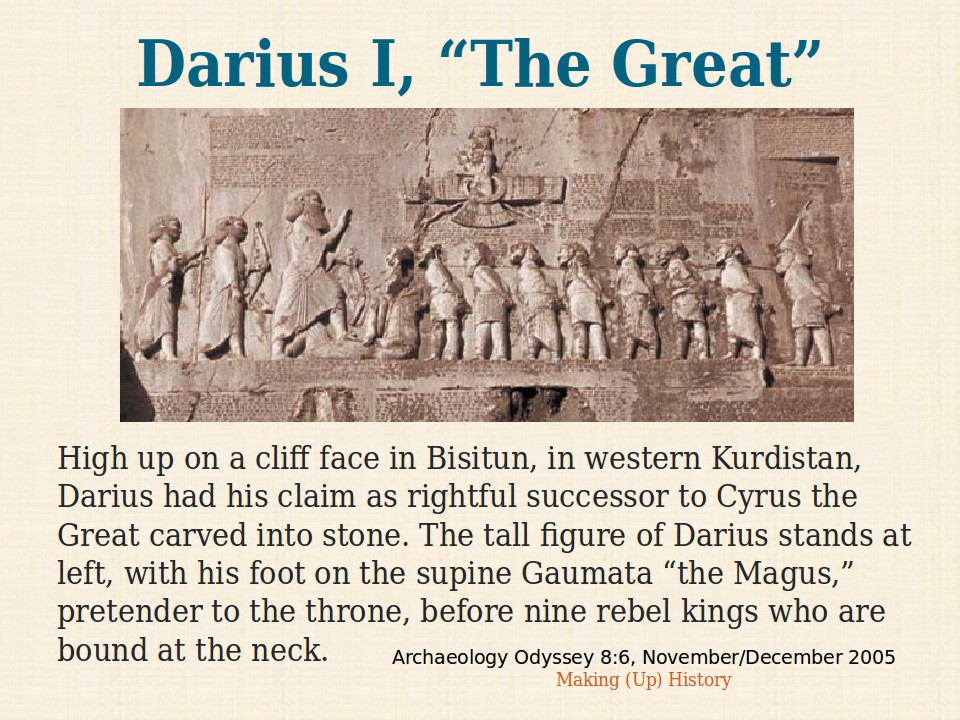 Darius I, “The Great”
High up on a cliff face in Bisitun, in western Kurdistan,
Darius had his claim as rightful successor to Cyrus the
Great carved into stone. The tall figure of Darius stands at
left, with his foot on the supine Gaumata “the Magus,”
pretender to the throne, before nine rebel kings who are
bound at the neck.
Archaeology Odyssey 8:6, November/December 2005
Making (Up) History